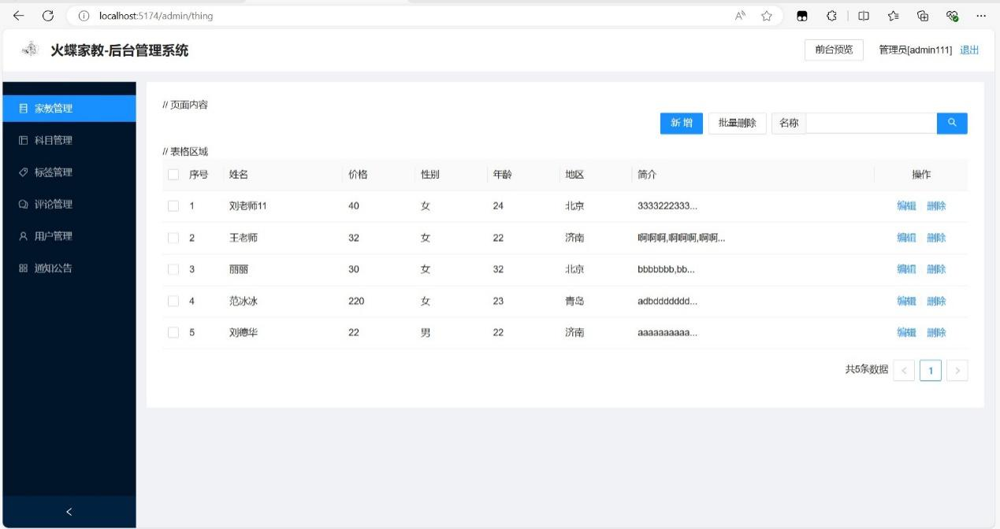 localhost:5174/admin/thing
火蝶家教-后台管理系统 前台预览 管理员[admin111] 退出
家教管理
科目管理
标签管理
评论管理
用户管理
通知公告
// 页面内容
新 增 批量删除 名称
// 表格区域
序号 姓名 价格 性别 年龄 地区 简介 操作
1 刘老师11 40 女 24 北京 3333222333... 编辑 删除
2 王老师 32 女 22 济南 啊啊啊,啊啊啊,啊啊... 编辑 删除
3 丽丽 30 女 32 北京 bbbbbbb,bb... 编辑 删除
4 范冰冰 220 女 23 青岛 adbddddddd... 编辑 删除
5 刘德华 22 男 22 济南 aaaaaaaaaa... 编辑 删除
共5条数据 < 1 >